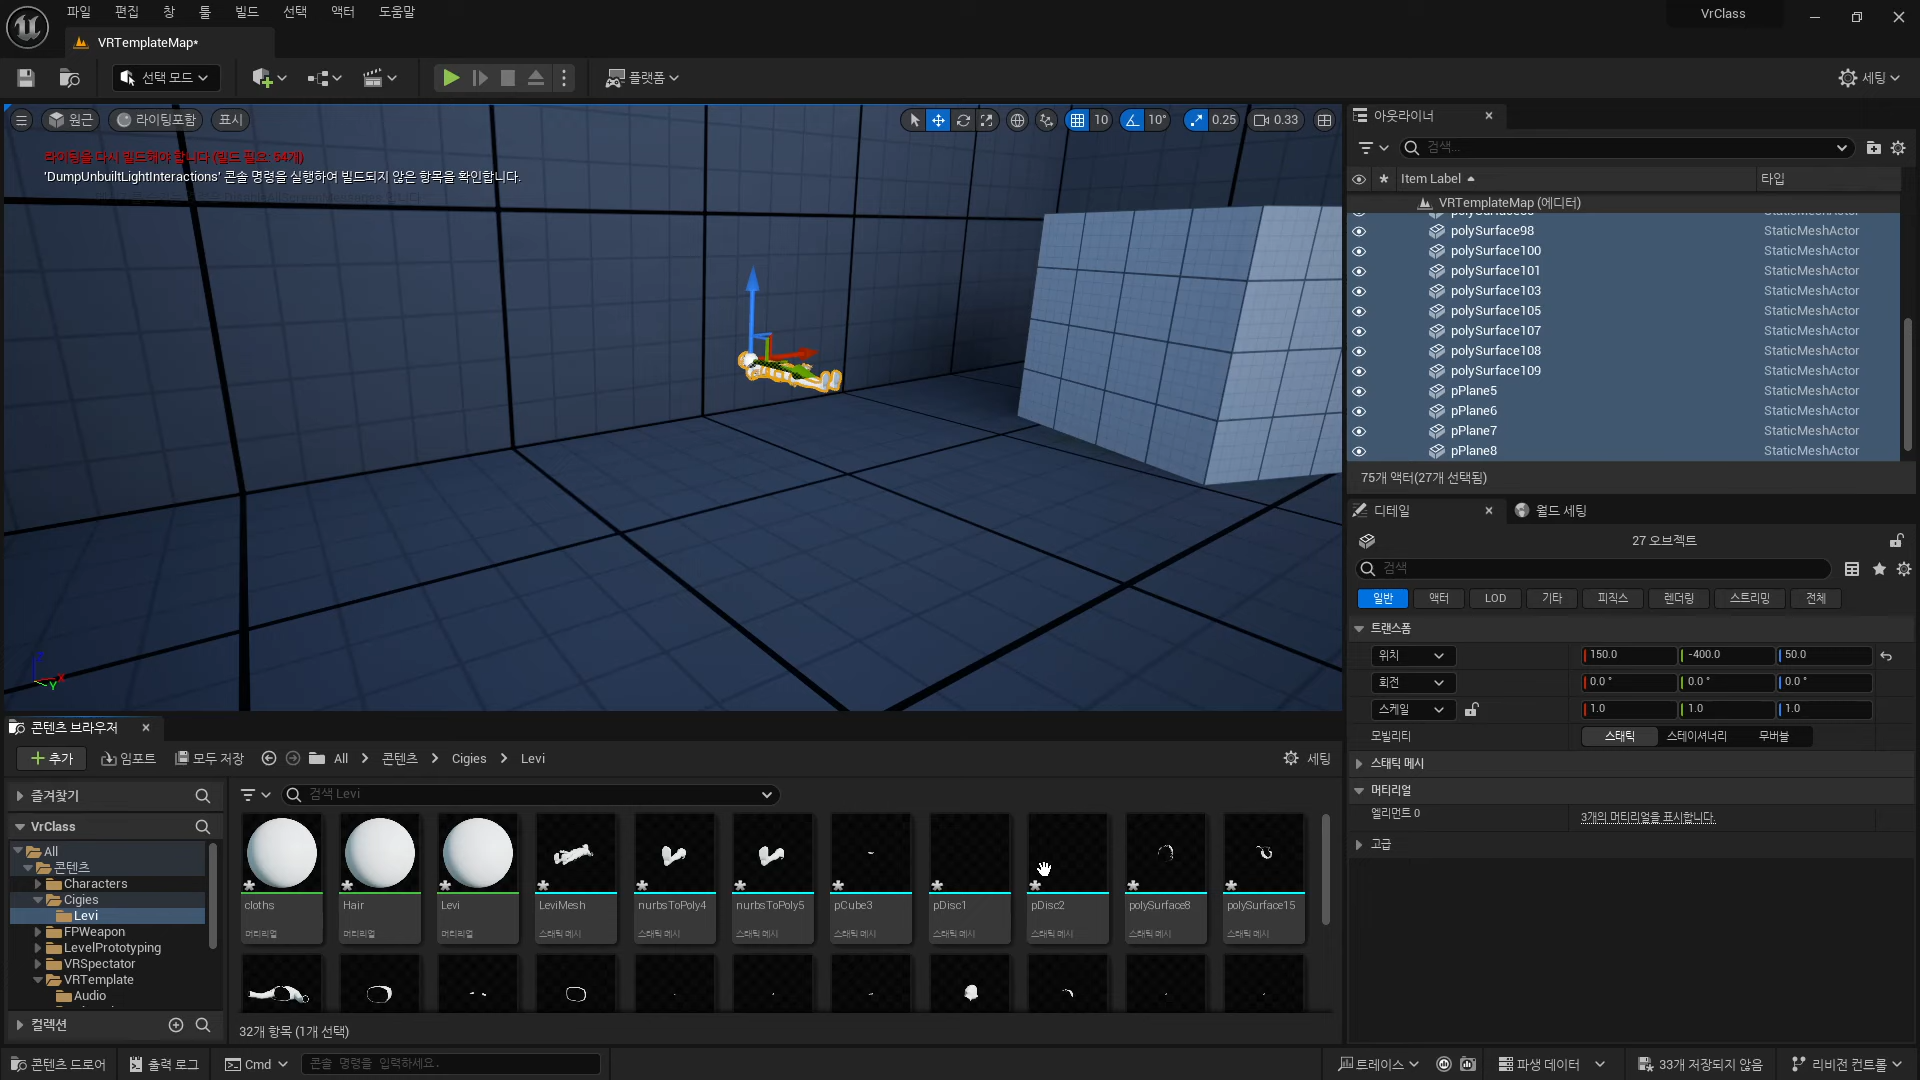 파일 편집 창 툴 빌드 선택 액터 도움말
VrClass
VRTemplateMap*
선택 모드
플랫폼
세팅
원근 라이팅포함 표시
10 10° 0.25 0.33
라이팅을 다시 빌드해야 합니다 (빌드 필요: 54개)
'DumpUnbuiltLightInteractions' 콘솔 명령을 실행하여 빌드되지 않은 항목을 확인합니다.
아웃라이너
검색...
Item Label 타입
VRTemplateMap (에디터)
polySurface98 StaticMeshActor
polySurface100 StaticMeshActor
polySurface101 StaticMeshActor
polySurface103 StaticMeshActor
polySurface105 StaticMeshActor
polySurface107 StaticMeshActor
polySurface108 StaticMeshActor
polySurface109 StaticMeshActor
pPlane5 StaticMeshActor
pPlane6 StaticMeshActor
pPlane7 StaticMeshActor
pPlane8 StaticMeshActor
75개 액터(27개 선택됨)
디테일 월드 세팅
27 오브젝트
검색
일반 액터 LOD 기타 피직스 렌더링 스트리밍 전체
트랜스폼
위치 150.0 -400.0 50.0
회전 0.0 ° 0.0 ° 0.0 °
스케일 1.0 1.0 1.0
모빌리티 스태틱 스테이셔너리 무버블
스태틱 메시
머티리얼
엘리먼트 0 3개의 머티리얼을 표시합니다.
고급
콘텐츠 브라우저
추가 임포트 모두 저장 All 콘텐츠 Cigies Levi 세팅
즐겨찾기
VrClass
All
콘텐츠
Characters
Cigies
Levi
FPWeapon
LevelPrototyping
VRSpectator
VRTemplate
Audio
컬렉션
검색 Levi
cloths Hair Levi LeviMesh nurbsToPoly4 nurbsToPoly5 pCube3 pDisc1 pDisc2 polySurface8 polySurface15
머티리얼 머티리얼 머티리얼 스태틱 메시 스태틱 메시 스태틱 메시 스태틱 메시 스태틱 메시 스태틱 메시 스태틱 메시 스태틱 메시
32개 항목 (1개 선택)
콘텐츠 드로어 출력 로그 Cmd 콘솔 명령을 입력하세요.
트레이스 파생 데이터 33개 저장되지 않음 리비전 컨트롤